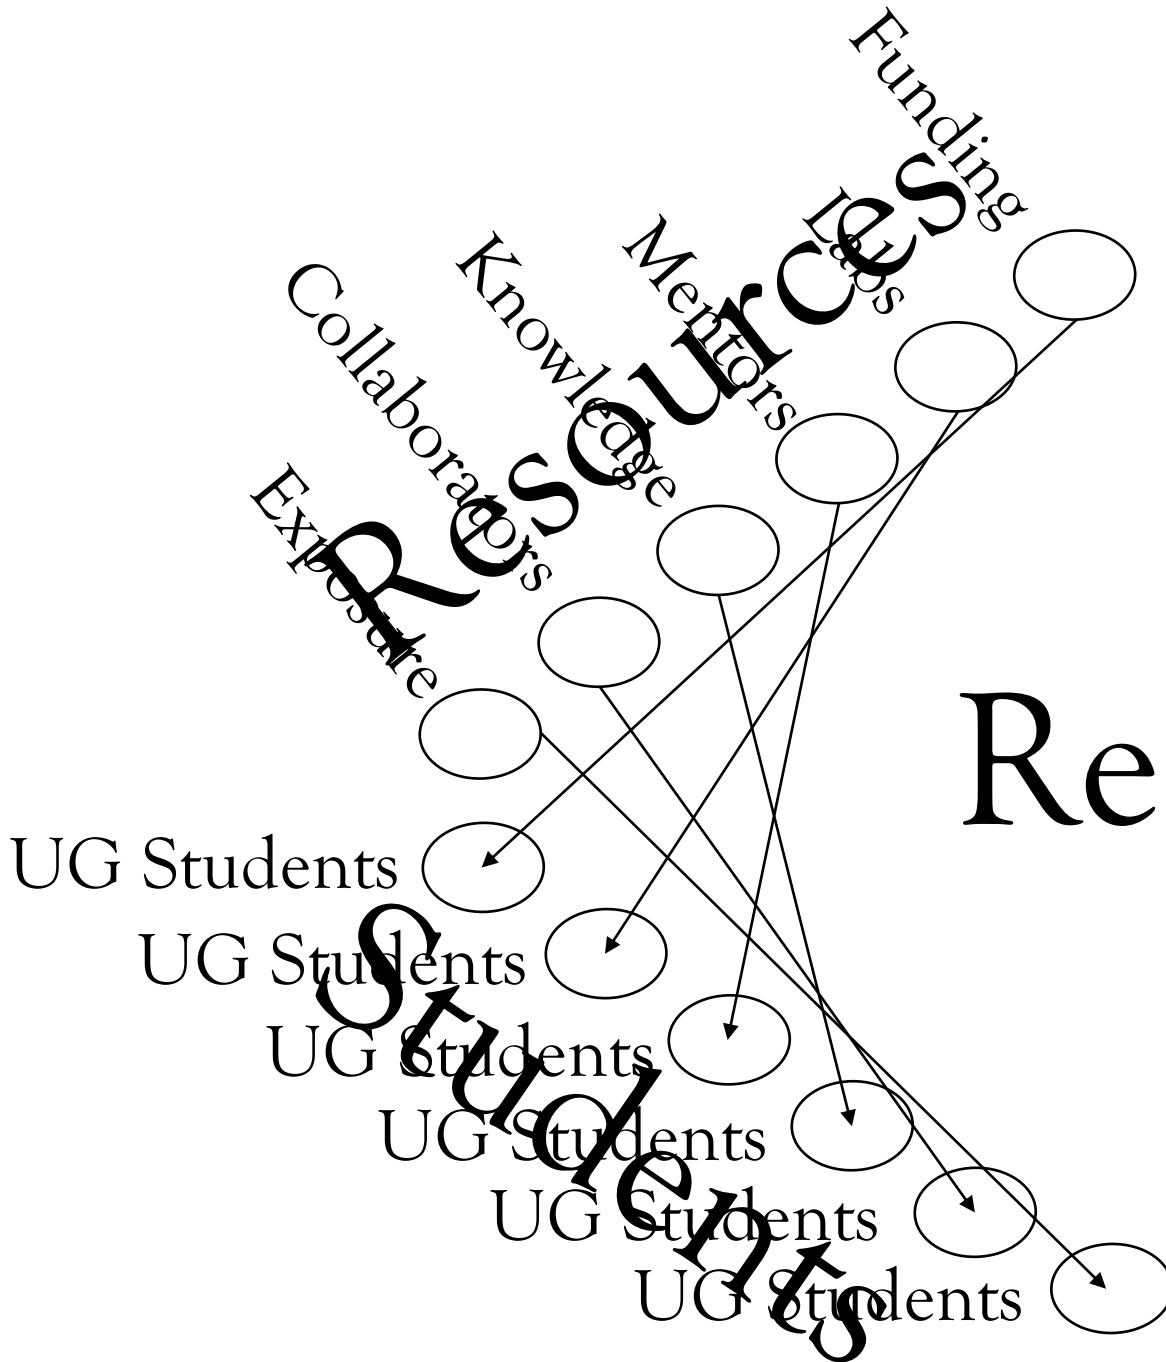 Funding
Labs
Mentors
Knowledge
Collaborators
Exposure
Resources
Re
UG Students
UG Students
UG Students
UG Students
UG Students
UG Students
Students